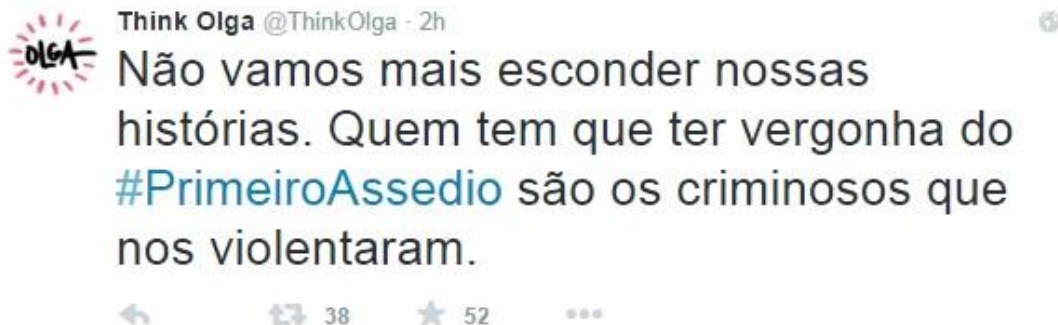 Think Olga @ThinkOlga · 2h
OLGA
Não vamos mais esconder nossas
histórias. Quem tem que ter vergonha do
#PrimeiroAssedio são os criminosos que
nos violentaram.
38 52